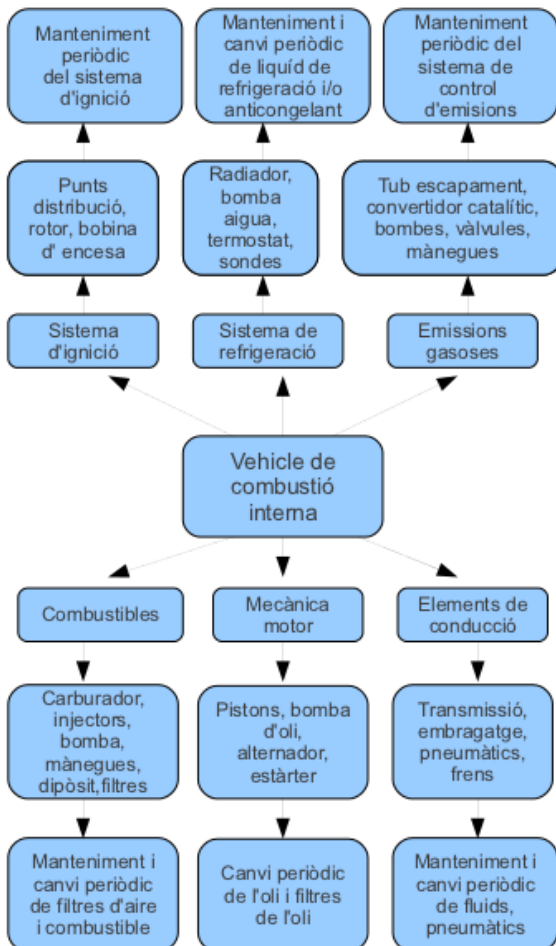 Manteniment
periòdic
del sistema
d'ignició
Manteniment i
canvi periòdic
de liquíd de
refrigeració i/o
anticongelant
Manteniment
periòdic del
sistema de
control
d'emisions
Punts
distribució,
rotor, bobina
d' encesa
Radiador,
bomba
aigua,
termostat,
sondes
Tub escapament,
convertidor catalític,
bombes, vàlvules,
mànegues
Sistema
d'ignició
Sistema de
refrigeració
Emissions
gasoses
Vehicle de
combustió
interna
Combustibles
Mecànica
motor
Elements de
conducció
Carburador,
injectors,
bomba,
mànegues,
dipòsit,filtres
Pistons, bomba
d'oli,
alternador,
estàrter
Transmissió,
embragatge,
pneumàtics,
frens
Manteniment i
canvi periòdic
de filtres d'aire
i combustible
Canvi periòdic
de l'oli i filtres
de l'oli
Manteniment i
canvi periòdic
de fluids,
pneumàtics